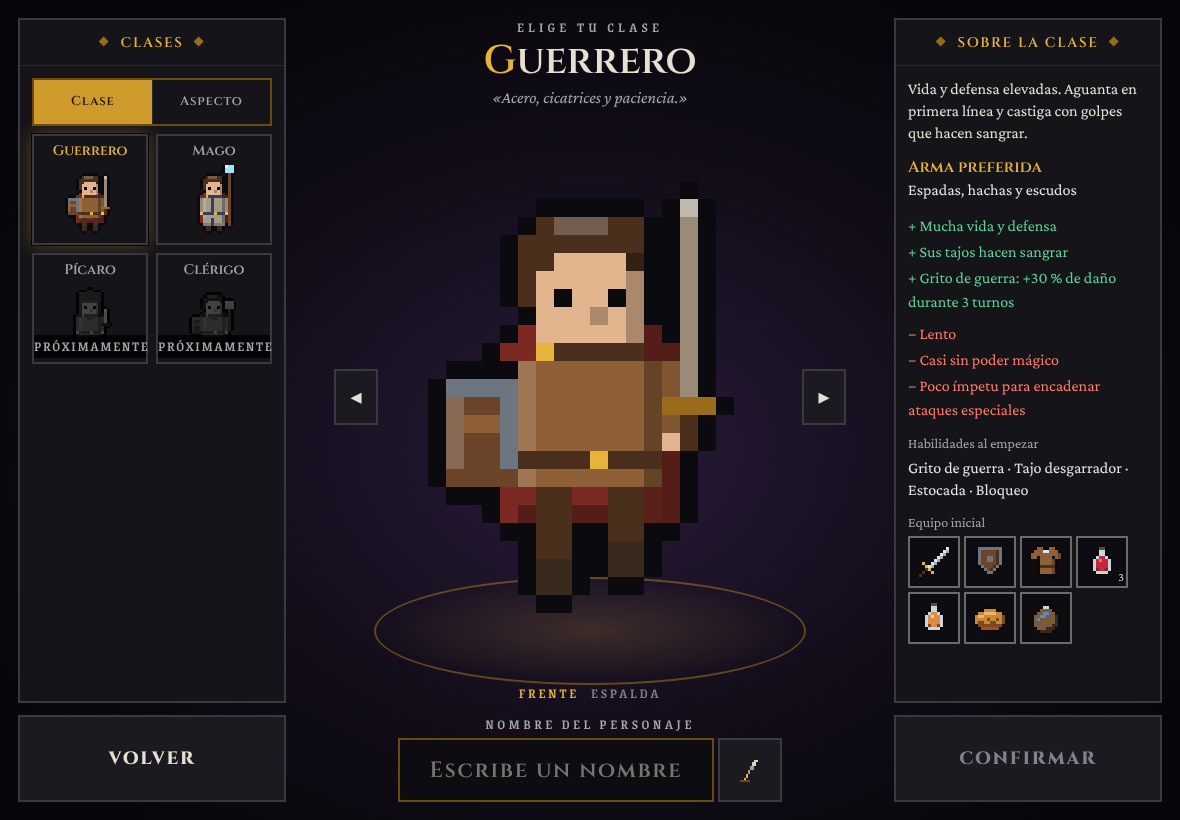 CLASES
CLASE ASPECTO
GUERRERO MAGO
PÍCARO CLÉRIGO
PRÓXIMAMENTE PRÓXIMAMENTE
VOLVER
ELIGE TU CLASE
GUERRERO
«Acero, cicatrices y paciencia.»
FRENTE ESPALDA
NOMBRE DEL PERSONAJE
ESCRIBE UN NOMBRE
SOBRE LA CLASE
Vida y defensa elevadas. Aguanta en
primera línea y castiga con golpes
que hacen sangrar.
ARMA PREFERIDA
Espadas, hachas y escudos
+ Mucha vida y defensa
+ Sus tajos hacen sangrar
+ Grito de guerra: +30 % de daño
durante 3 turnos
− Lento
− Casi sin poder mágico
− Poco ímpetu para encadenar
ataques especiales
Habilidades al empezar
Grito de guerra · Tajo desgarrador ·
Estocada · Bloqueo
Equipo inicial
3
CONFIRMAR